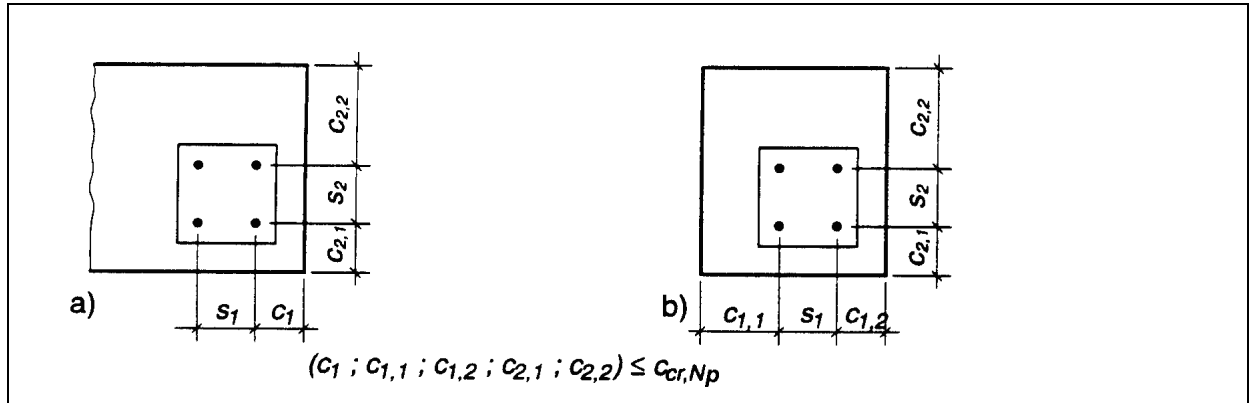 a)
s1
c1
c2,2
s2
c2,1
b)
c1,1
s1
c1,2
c2,2
s2
c2,1
(c1 ; c1,1 ; c1,2 ; c2,1 ; c2,2) ≤ ccr,Np